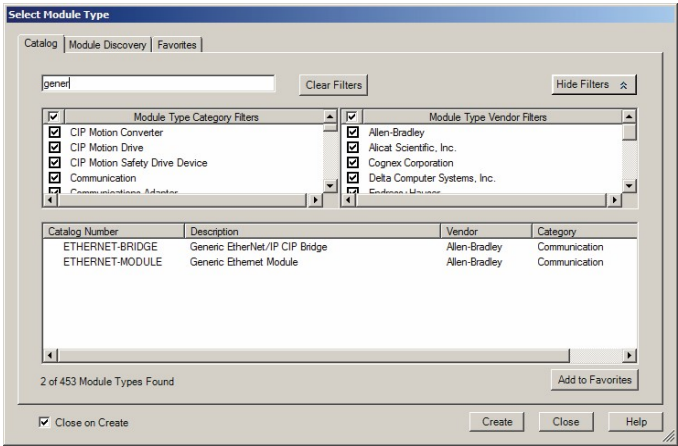 Select Module Type
Catalog Module Discovery Favorites
gener
Clear Filters
Hide Filters
Module Type Category Filters
CIP Motion Converter
CIP Motion Drive
CIP Motion Safety Drive Device
Communication
Communications Adapter
Module Type Vendor Filters
Allen-Bradley
Alicat Scientific, Inc.
Cognex Corporation
Delta Computer Systems, Inc.
Endress+Hauser
Catalog Number Description Vendor Category
ETHERNET-BRIDGE Generic EtherNet/IP CIP Bridge Allen-Bradley Communication
ETHERNET-MODULE Generic Ethernet Module Allen-Bradley Communication
2 of 453 Module Types Found
Add to Favorites
Close on Create
Create Close Help